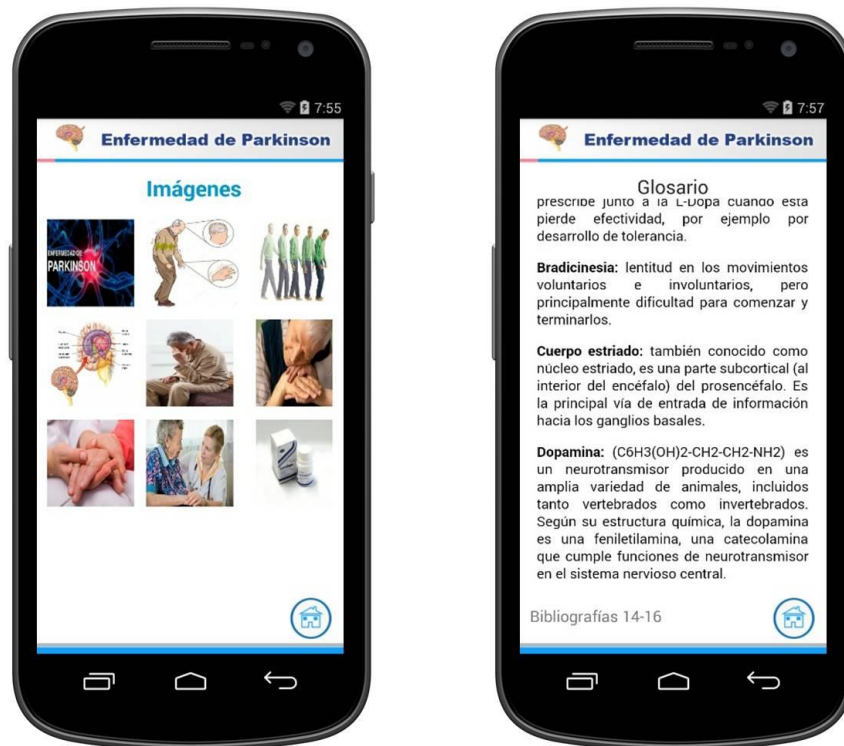 7:55
Enfermedad de Parkinson
Imágenes
ENFERMEDAD DE
PARKINSON
7:57
Enfermedad de Parkinson
Glosario
prescribe junto a la L-Dopa cuando esta
pierde efectividad, por ejemplo por
desarrollo de tolerancia.
Bradicinesia: lentitud en los movimientos
voluntarios e involuntarios, pero
principalmente dificultad para comenzar y
terminarlos.
Cuerpo estriado: también conocido como
núcleo estriado, es una parte subcortical (al
interior del encéfalo) del prosencéfalo. Es
la principal vía de entrada de información
hacia los ganglios basales.
Dopamina: (C6H3(OH)2-CH2-CH2-NH2) es
un neurotransmisor producido en una
amplia variedad de animales, incluidos
tanto vertebrados como invertebrados.
Según su estructura química, la dopamina
es una feniletilamina, una catecolamina
que cumple funciones de neurotransmisor
en el sistema nervioso central.
Bibliografías 14-16